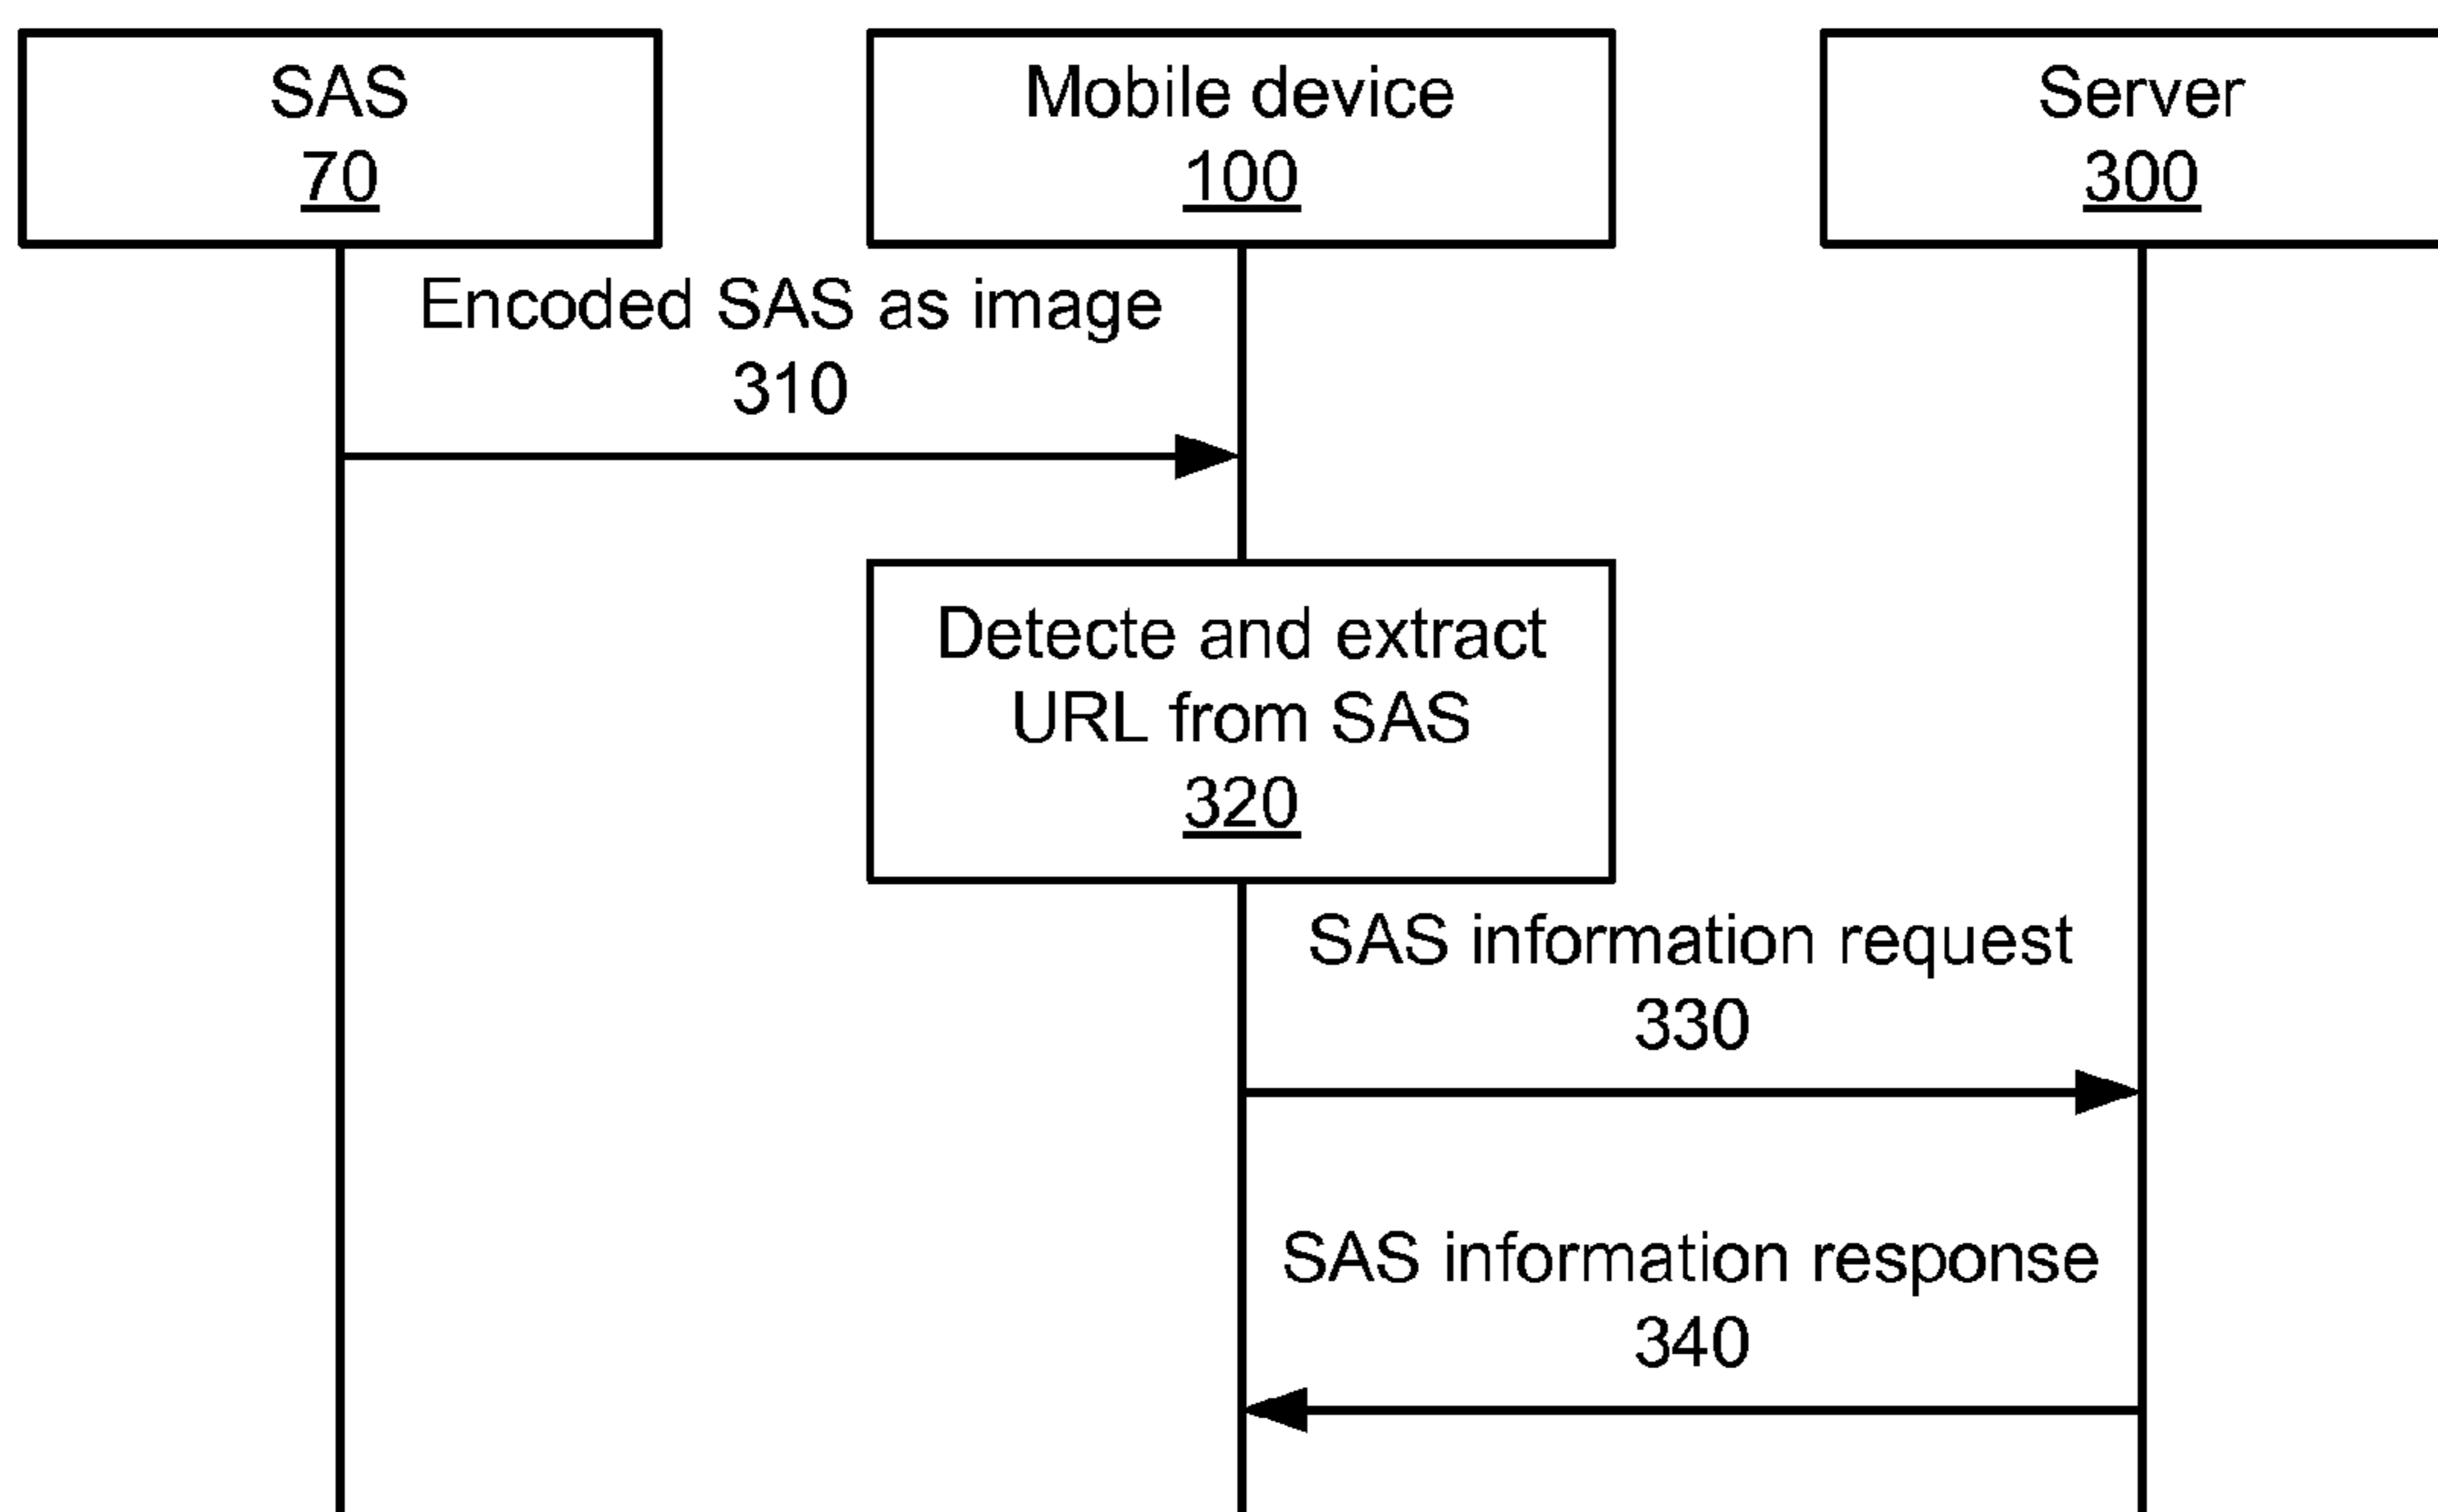 SAS
70
Mobile device
100
Server
300
Encoded SAS as image
310
Detecte and extract
URL from SAS
320
SAS information request
330
SAS information response
340